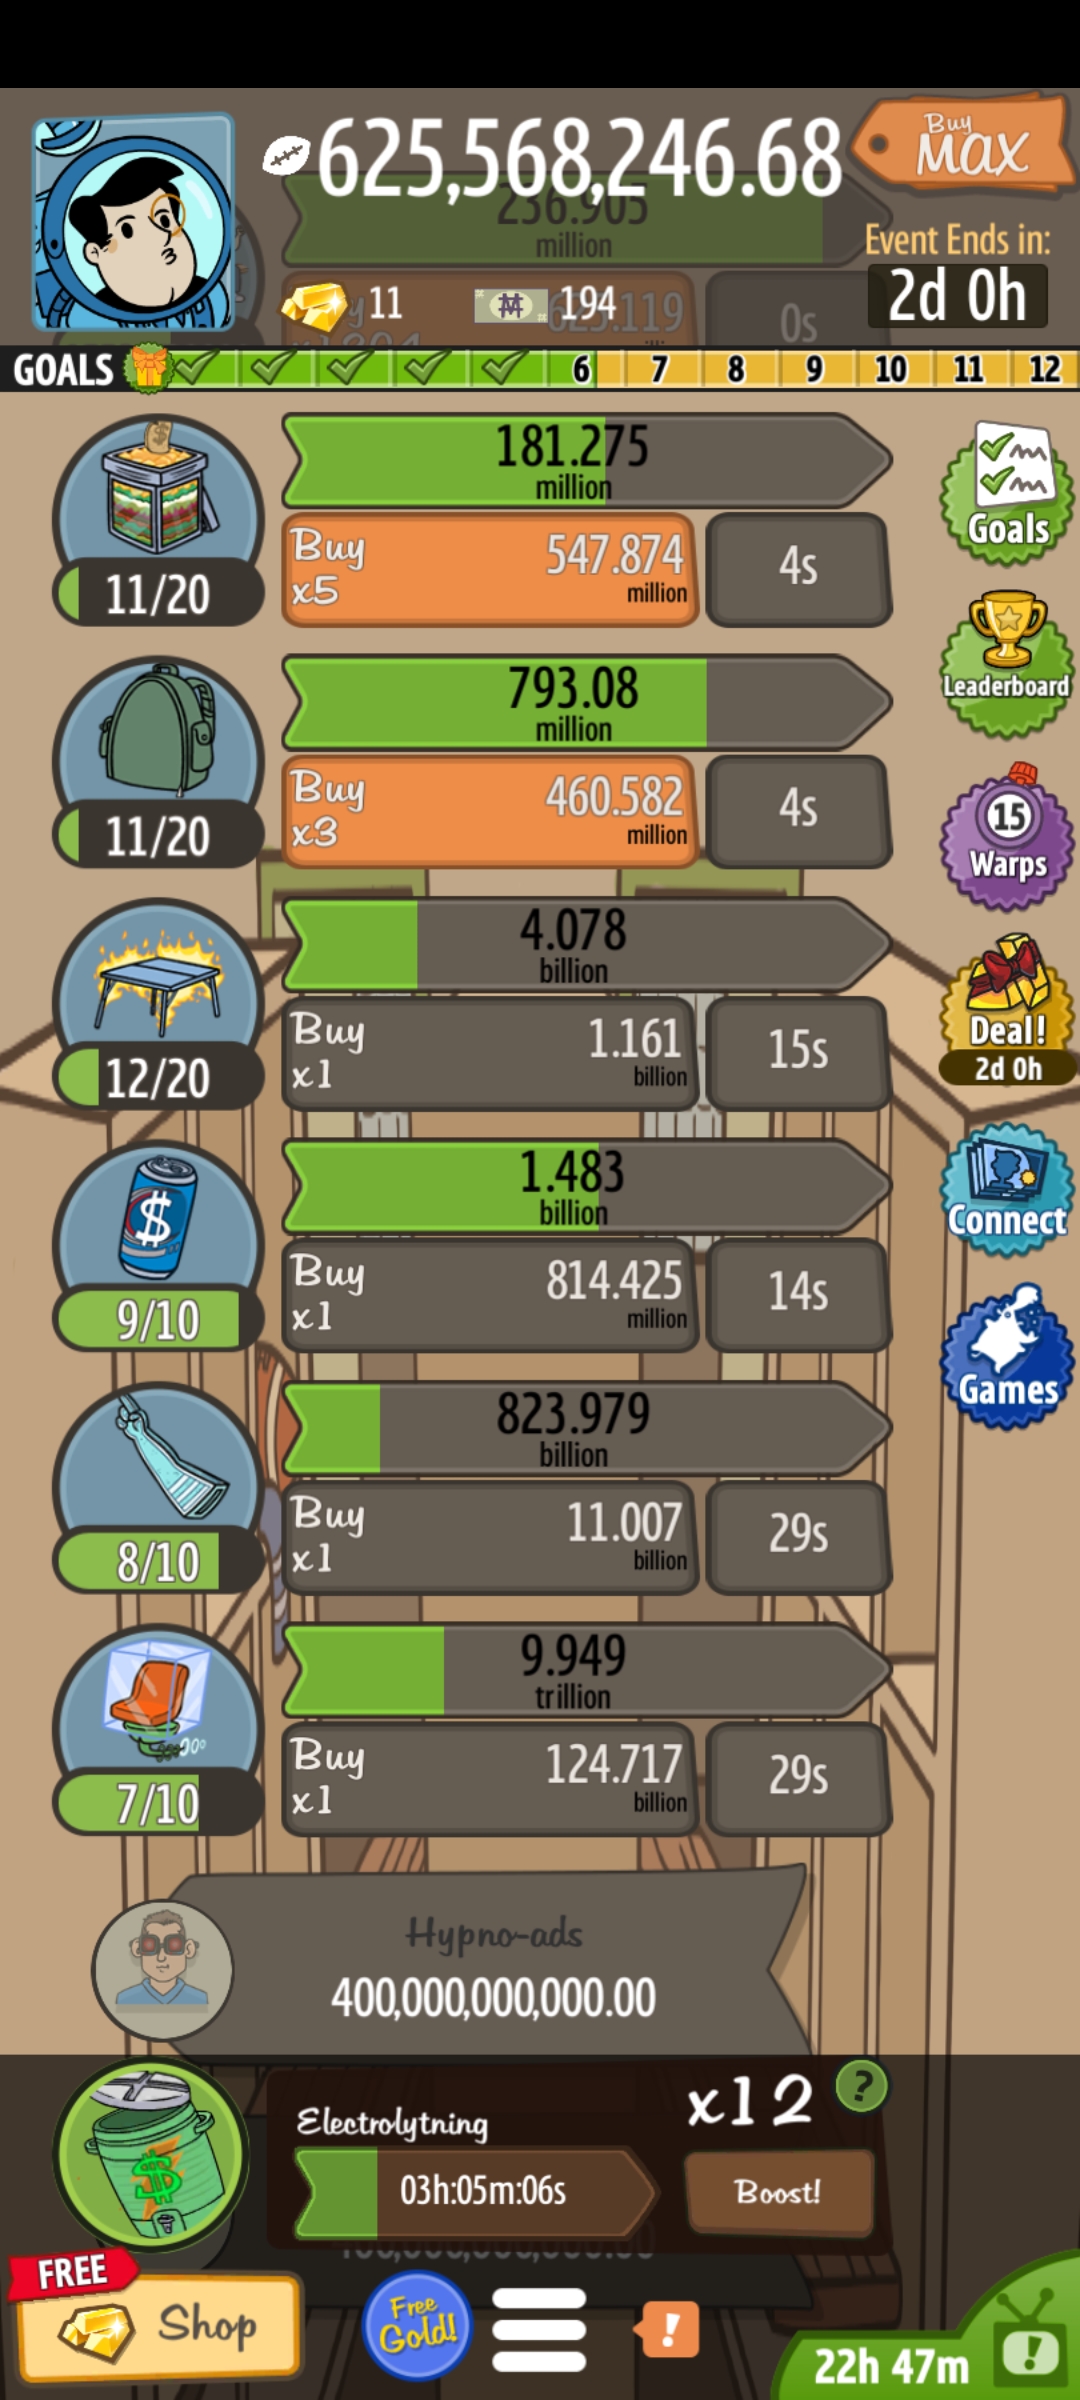 625,568,246.68
Buy
MAX
236.905
million
Event Ends in:
2d 0h
11
194
623.119
0s
GOALS
6 7 8 9 10 11 12
181.275
million
Goals
Buy
x5
547.874
million
4s
11/20
Leaderboard
793.08
million
Buy
x3
460.582
million
4s
11/20
15
Warps
4.078
billion
Deal!
2d 0h
Buy
x1
1.161
billion
15s
12/20
1.483
billion
Connect
Buy
x1
814.425
million
14s
9/10
Games
823.979
billion
Buy
x1
11.007
billion
29s
8/10
9.949
trillion
Buy
x1
124.717
billion
29s
7/10
Hypno-ads
400,000,000,000.00
x12
?
Electrolytning
03h:05m:06s
Boost!
FREE
Shop
Free
Gold!
!
22h 47m
!